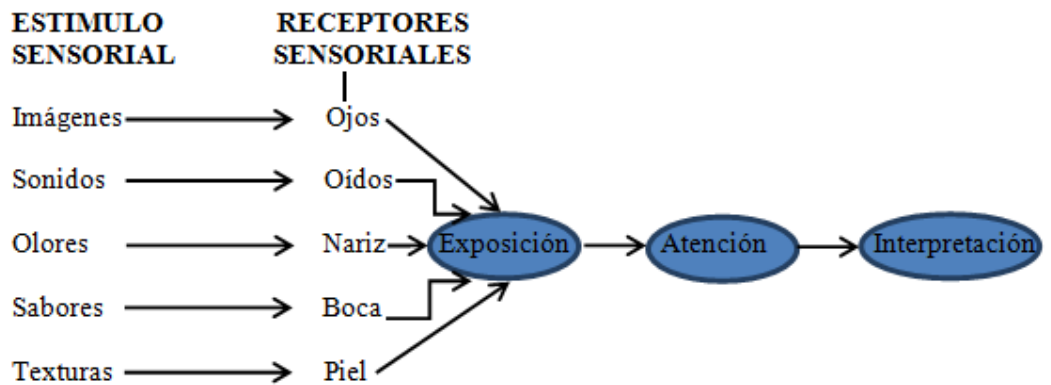 ESTIMULO RECEPTORES
SENSORIAL SENSORIALES
Imágenes Ojos
Sonidos Oídos
Olores Nariz Exposición Atención Interpretación
Sabores Boca
Texturas Piel